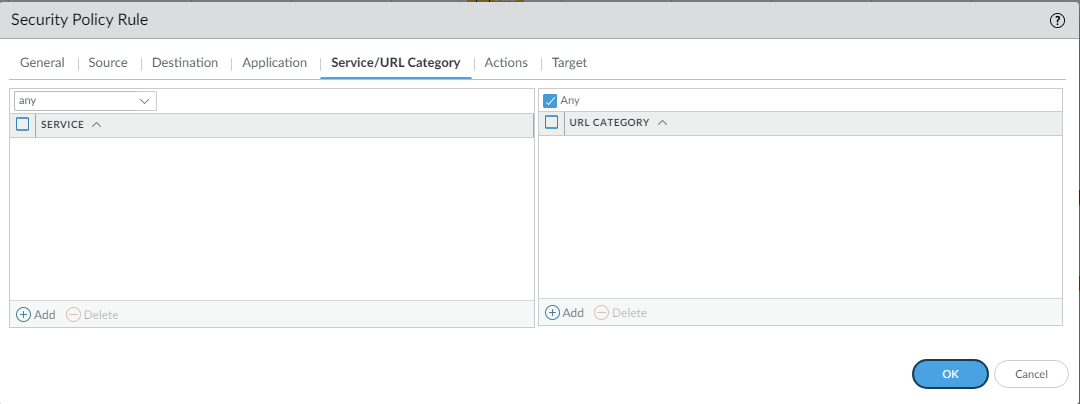 Security Policy Rule
General Source Destination Application Service/URL Category Actions Target
any
Any
SERVICE
URL CATEGORY
Add Delete
Add Delete
OK Cancel